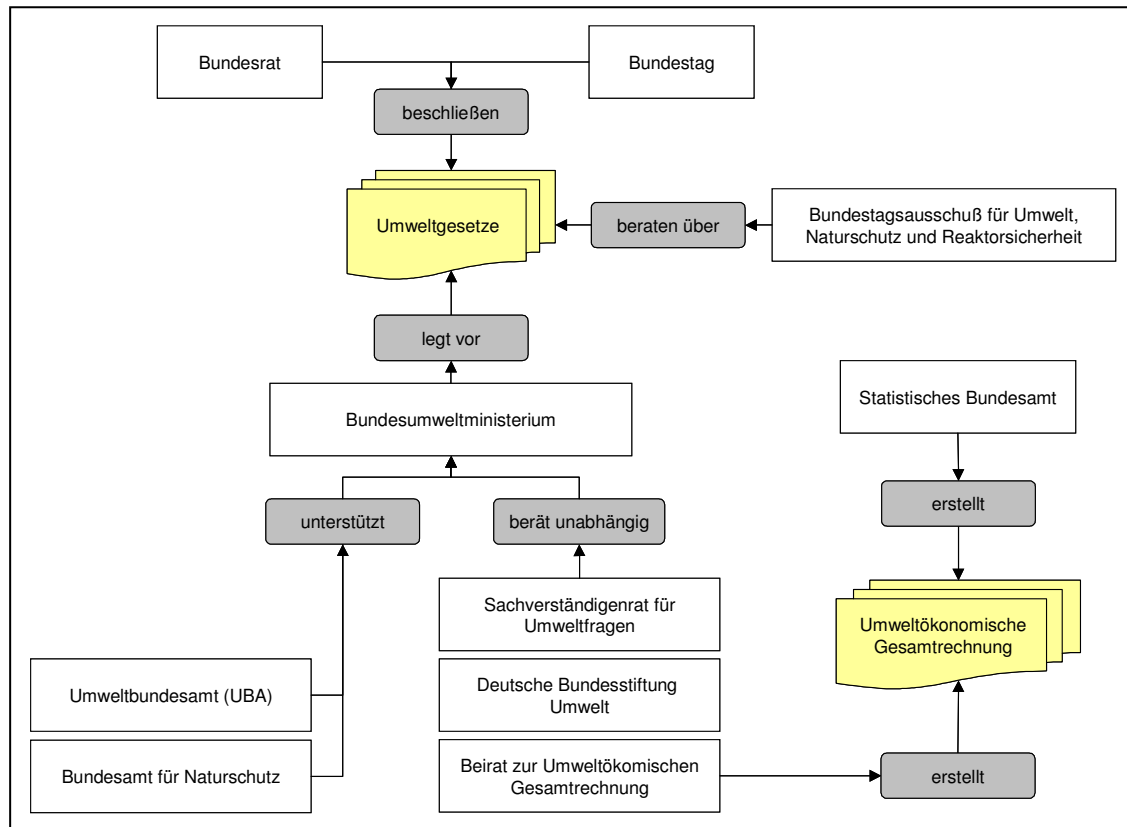 Bundesrat
Bundestag
beschließen
Umweltgesetze
beraten über
Bundestagsausschuß für Umwelt,
Naturschutz und Reaktorsicherheit
legt vor
Bundesumweltministerium
Statistisches Bundesamt
unterstützt
berät unabhängig
erstellt
Sachverständigenrat für
Umweltfragen
Umweltökonomische
Gesamtrechnung
Umweltbundesamt (UBA)
Deutsche Bundesstiftung
Umwelt
Bundesamt für Naturschutz
Beirat zur Umweltökomischen
Gesamtrechnung
erstellt